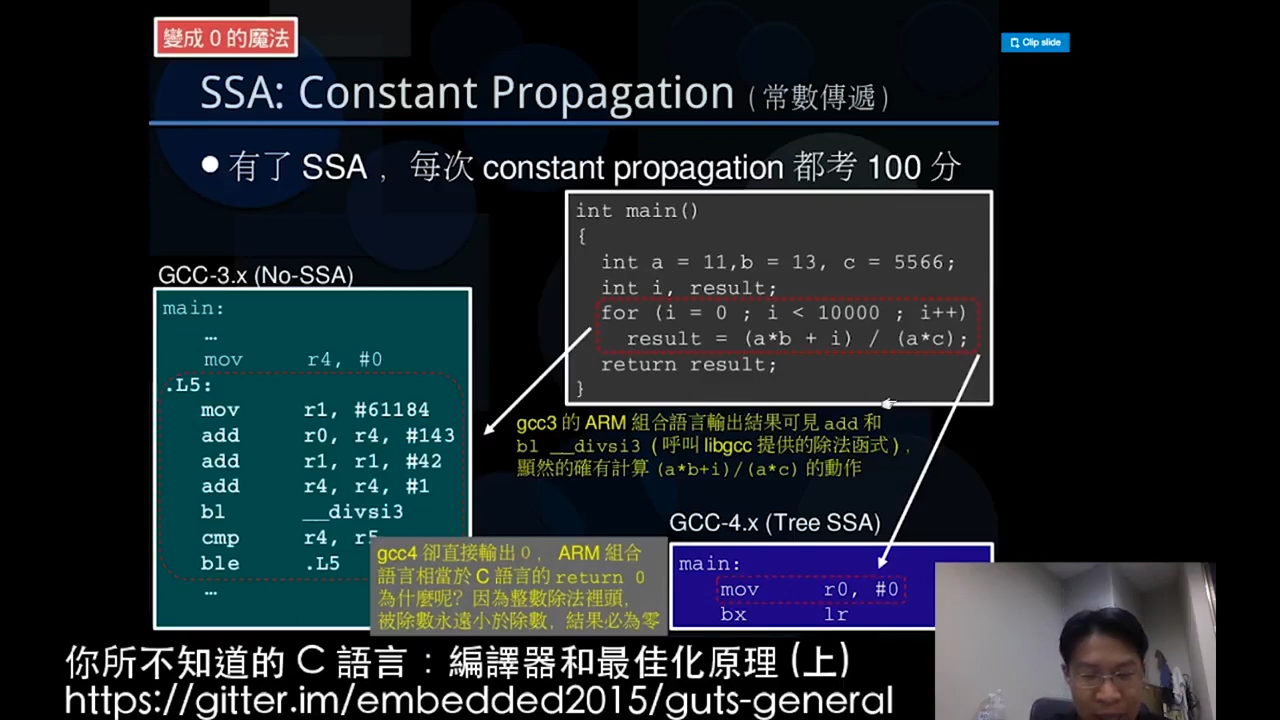 變成 0 的魔法
Clip slide
SSA: Constant Propagation (常數傳遞)
● 有了 SSA，每次 constant propagation 都考 100 分
int main()
{
int a = 11,b = 13, c = 5566;
int i, result;
for (i = 0 ; i < 10000 ; i++)
result = (a*b + i) / (a*c);
return result;
}
GCC-3.x (No-SSA)
main:
…
mov r4, #0
.L5:
mov r1, #61184
add r0, r4, #143
add r1, r1, #42
add r4, r4, #1
bl __divsi3
cmp r4, r5
ble .L5
…
gcc3 的 ARM 組合語言輸出結果可見 add 和
bl __divsi3 (呼叫 libgcc 提供的除法函式)，
顯然的確有計算 (a*b+i)/(a*c) 的動作
gcc4 卻直接輸出 0，ARM 組合
語言相當於 C 語言的 return 0
為什麼呢? 因為整數除法裡頭，
被除數永遠小於除數，結果必為零
GCC-4.x (Tree SSA)
main:
mov r0, #0
bx lr
你所不知道的 C 語言：編譯器和最佳化原理 (上)
https://gitter.im/embedded2015/guts-general